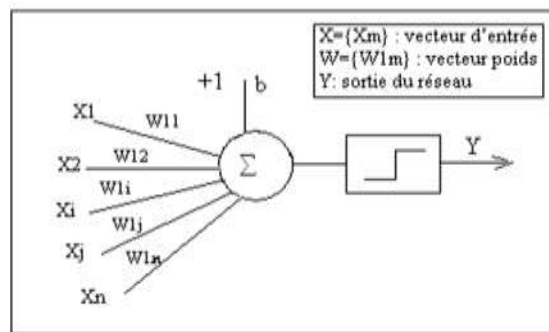 X={Xm} : vecteur d'entrée
W={W1m} : vecteur poids
Y: sortie du réseau
+1 b
X1 W11
X2 W12
Xi W1i
Xj W1j
Xn W1n
Σ
Y